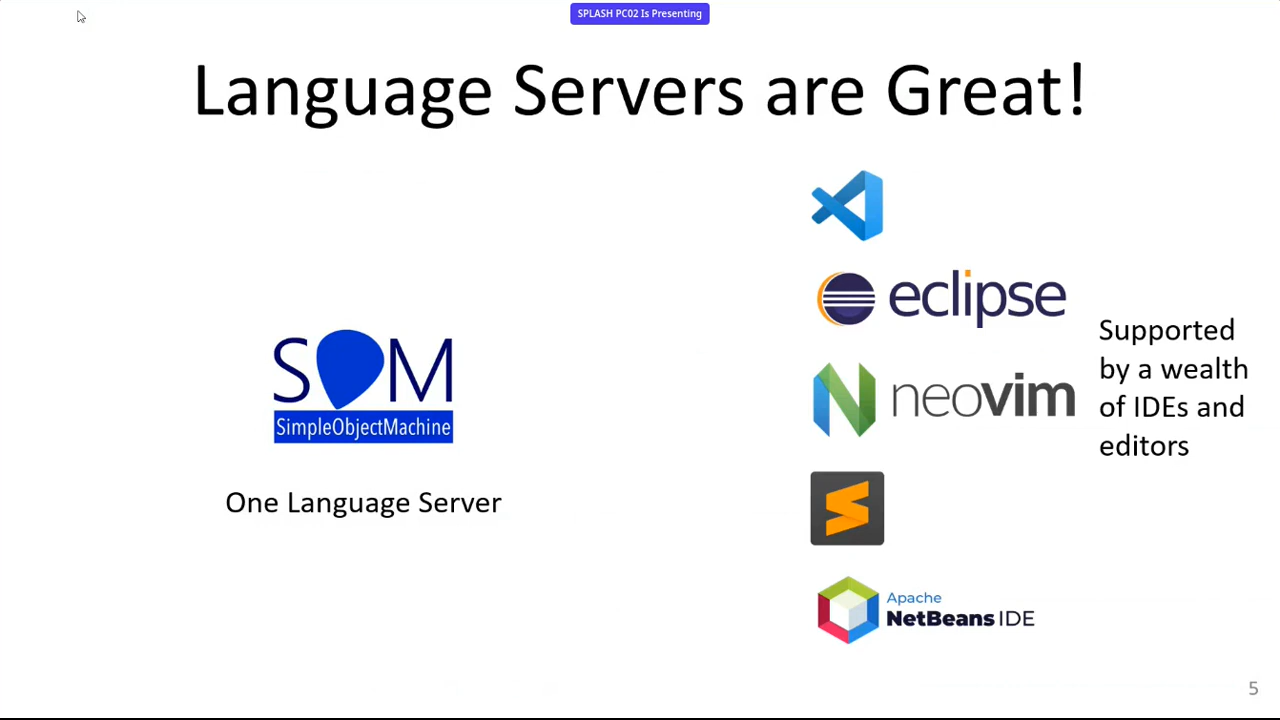 SPLASH PC02 Is Presenting
Language Servers are Great!
eclipse
neovim
Supported
by a wealth
of IDEs and
editors
SOM
SimpleObjectMachine
One Language Server
Apache
NetBeans IDE
5